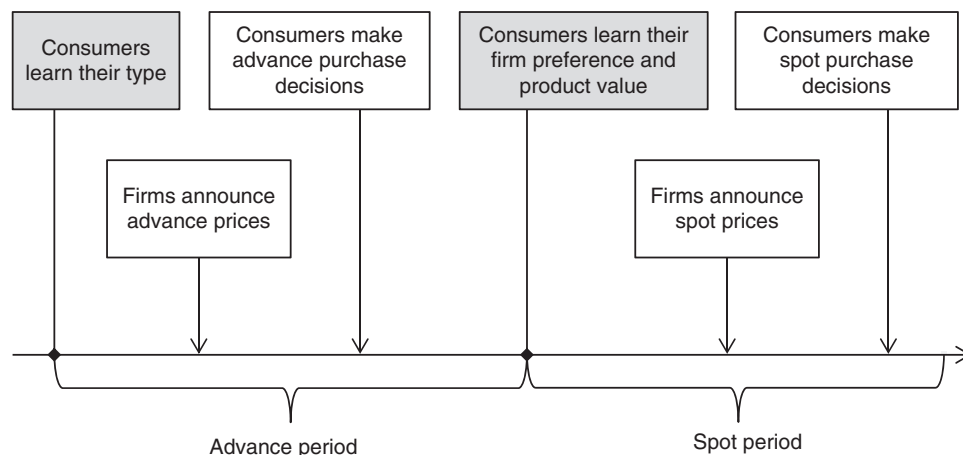 Consumers
learn their type
Consumers make
advance purchase
decisions
Consumers learn their
firm preference and
product value
Consumers make
spot purchase
decisions
Firms announce
advance prices
Firms announce
spot prices
Advance period
Spot period